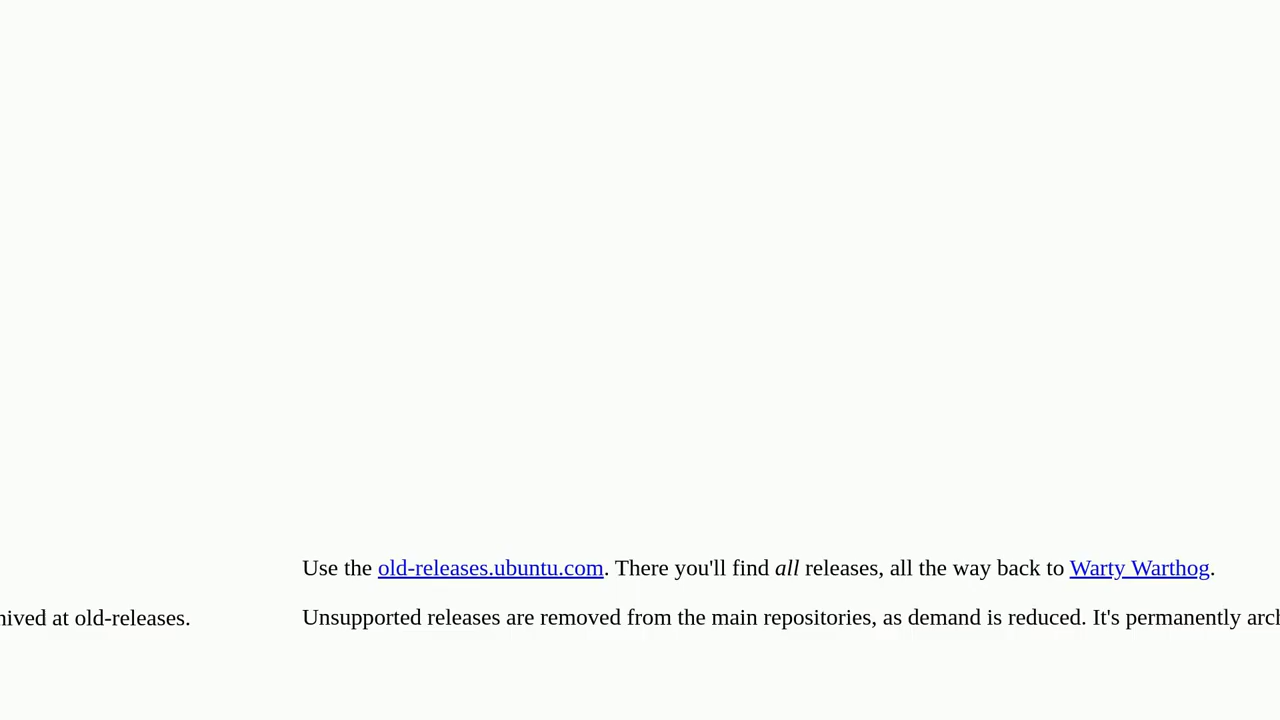 Use the old-releases.ubuntu.com. There you'll find all releases, all the way back to Warty Warthog.
hived at old-releases.
Unsupported releases are removed from the main repositories, as demand is reduced. It's permanently arch